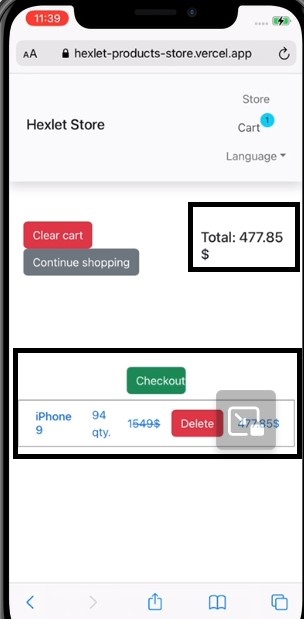 11:39
AA hexlet-products-store.vercel.app
Store
Hexlet Store
Cart 1
Language
Clear cart
Total: 477.85
$
Continue shopping
Checkout
iPhone 94 1549$ Delete 477.85$
9 qty.